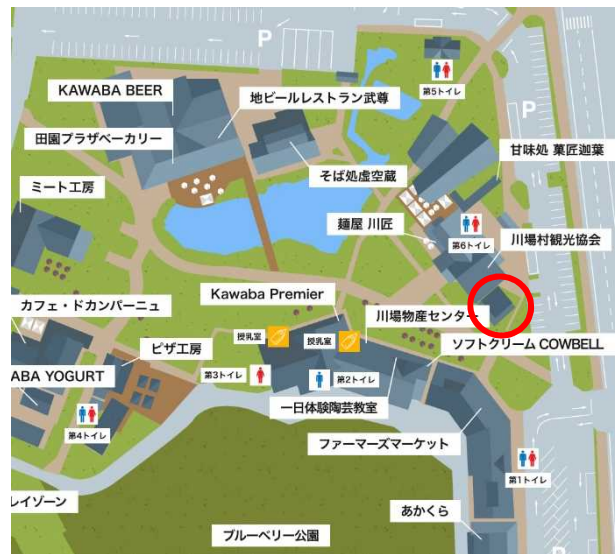 P
KAWABA BEER
地ビールレストラン武尊
第5トイレ
P
田園プラザベーカリー
甘味処 菓匠迦葉
そば処虚空蔵
ミート工房
麺屋 川匠
第6トイレ
川場村観光協会
Kawaba Premier
川場物産センター
カフェ・ドカンパーニュ
授乳室
授乳室
ソフトクリーム COWBELL
ピザ工房
第3トイレ
第2トイレ
ABA YOGURT
一日体験陶芸教室
第4トイレ
ファーマーズマーケット
第1トイレ
レイゾーン
あかくら
ブルーベリー公園
P